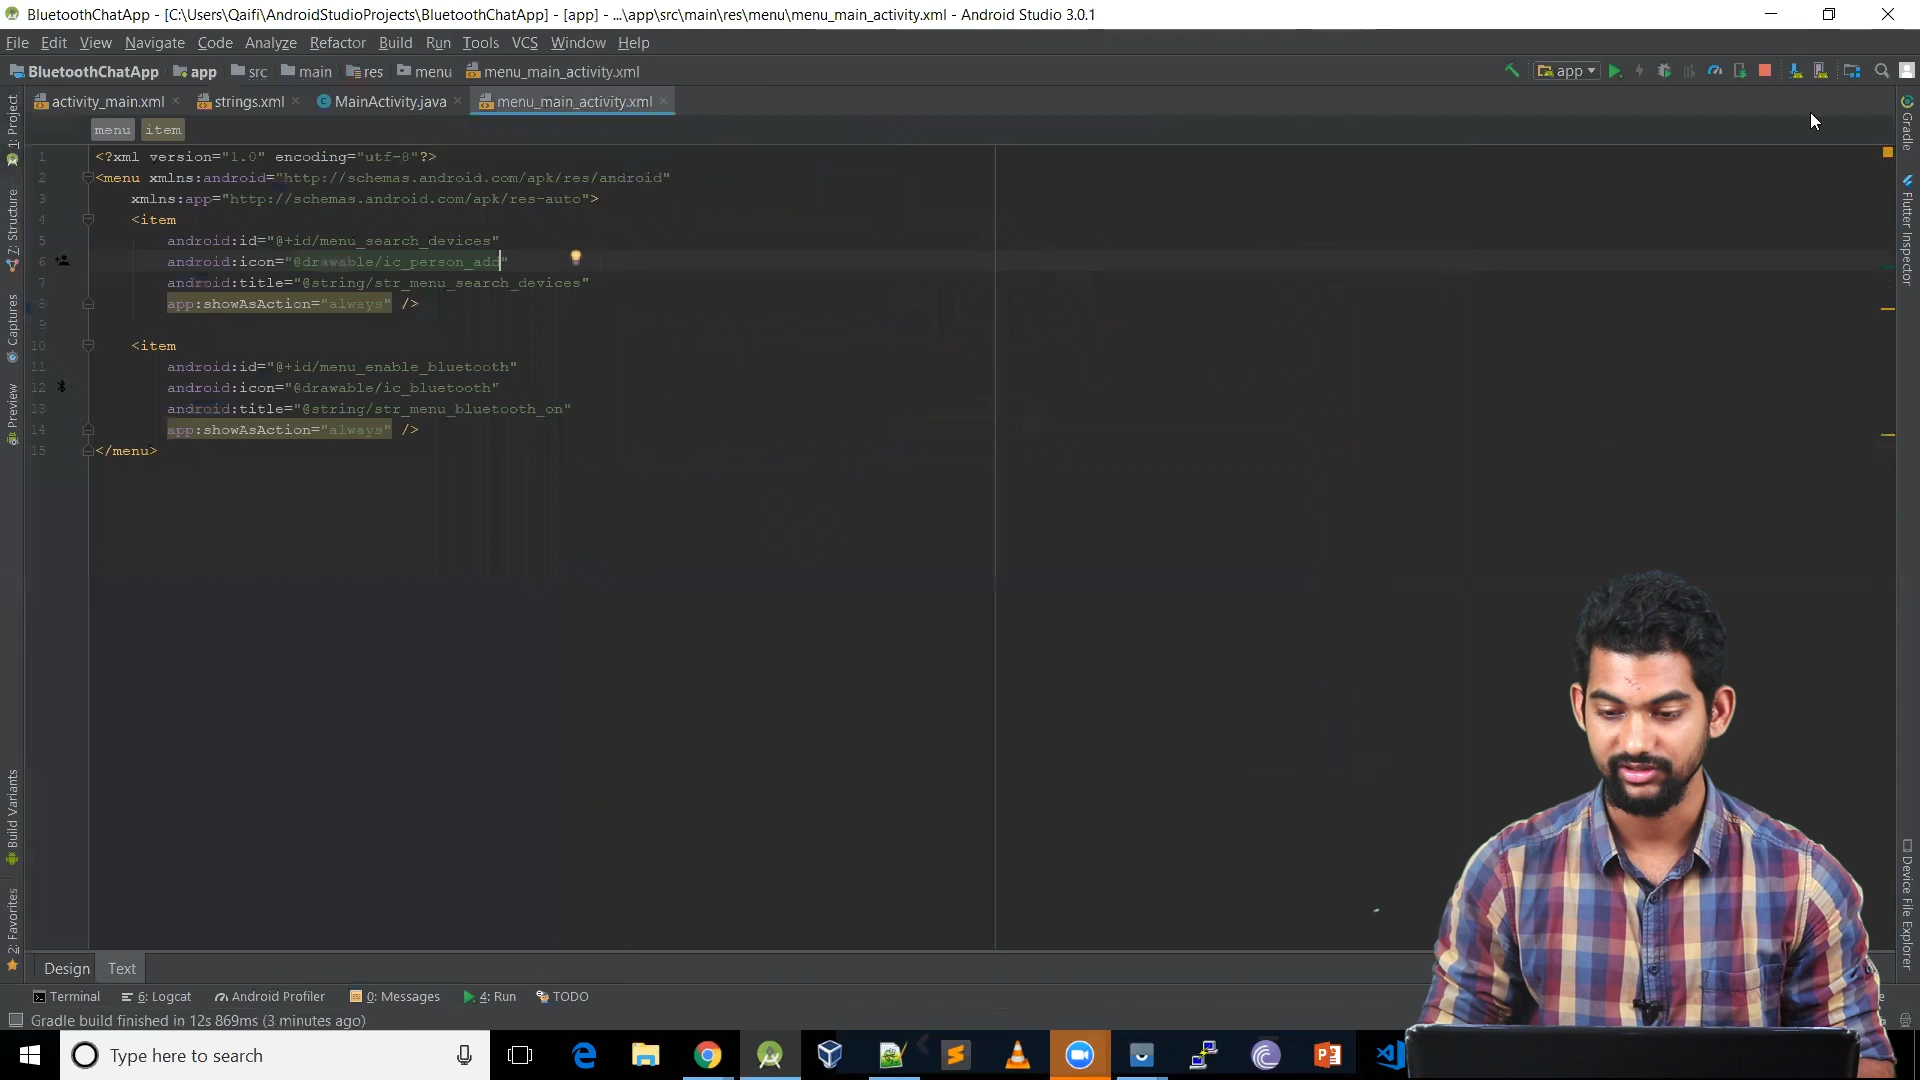 BluetoothChatApp - [C:\Users\Qaifi\AndroidStudioProjects\BluetoothChatApp] - [app] - ...\app\src\main\res\menu\menu_main_activity.xml - Android Studio 3.0.1
File Edit View Navigate Code Analyze Refactor Build Run Tools VCS Window Help
BluetoothChatApp app src main res menu menu_main_activity.xml app
activity_main.xml strings.xml MainActivity.java menu_main_activity.xml
menu item
1 <?xml version="1.0" encoding="utf-8"?>
2 <menu xmlns:android="http://schemas.android.com/apk/res/android"
3 xmlns:app="http://schemas.android.com/apk/res-auto">
4 <item
5 android:id="@+id/menu_search_devices"
6 android:icon="@drawable/ic_person_add"
7 android:title="@string/str_menu_search_devices"
8 app:showAsAction="always" />
9
10 <item
11 android:id="@+id/menu_enable_bluetooth"
12 android:icon="@drawable/ic_bluetooth"
13 android:title="@string/str_menu_bluetooth_on"
14 app:showAsAction="always" />
15 </menu>
1: Project
7: Structure
Captures
Preview
Build Variants
2: Favorites
Gradle
Flutter Inspector
Device File Explorer
Design Text
Terminal 6: Logcat Android Profiler 0: Messages 4: Run TODO
Gradle build finished in 12s 869ms (3 minutes ago)
Type here to search